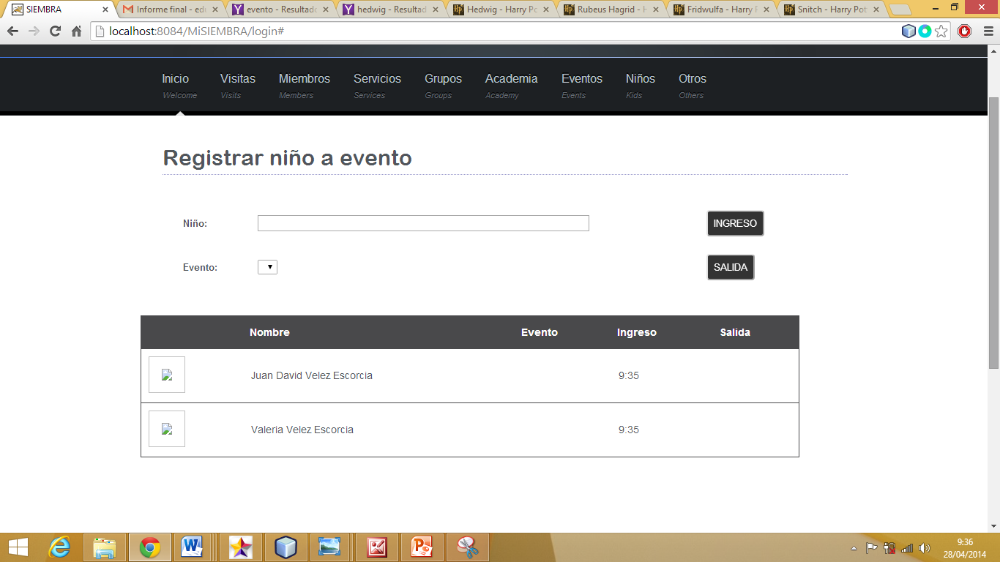 SIEMBRA
Informe final - edu
evento - Resultado
hedwig - Resultad
Hedwig - Harry Po
Rubeus Hagrid - H
Fridwulfa - Harry P
Snitch - Harry Pot
localhost:8084/MiSIEMBRA/login#
Inicio Visitas Miembros Servicios Grupos Academia Eventos Niños Otros
Welcome Visits Members Services Groups Academy Events Kids Others
Registrar niño a evento
Niño: INGRESO
Evento: SALIDA
Nombre Evento Ingreso Salida
Juan David Velez Escorcia 9:35
Valeria Velez Escorcia 9:35
9:36
28/04/2014